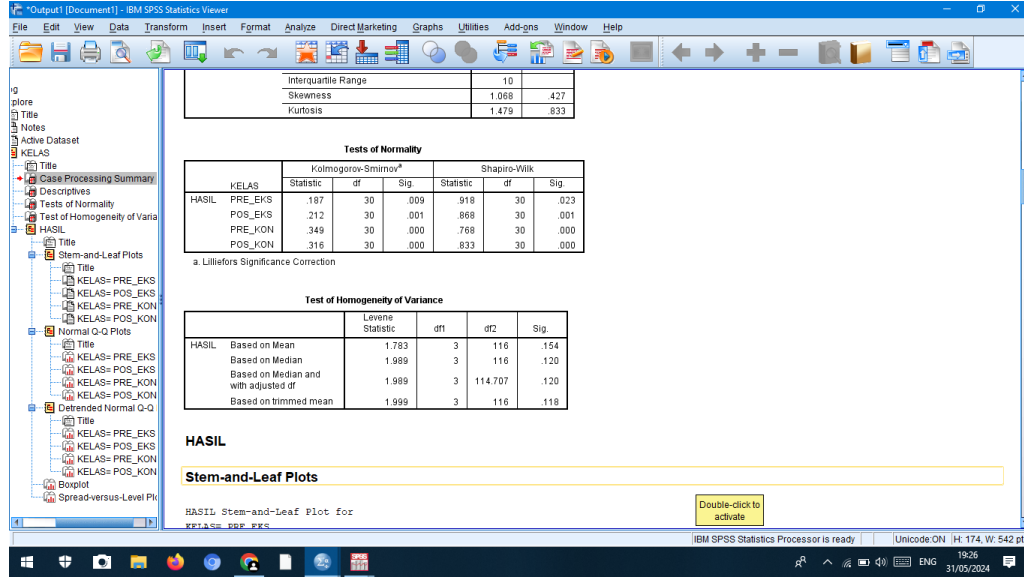 *Output1 [Document1] - IBM SPSS Statistics Viewer
File Edit View Data Transform Insert Format Analyze Direct Marketing Graphs Utilities Add-ons Window Help
Title
Notes
Active Dataset
KELAS
Title
Case Processing Summary
Descriptives
Tests of Normality
Test of Homogeneity of Varia
HASIL
Title
Stem-and-Leaf Plots
Title
KELAS= PRE_EKS
KELAS= POS_EKS
KELAS= PRE_KON
KELAS= POS_KON
Normal Q-Q Plots
Title
KELAS= PRE_EKS
KELAS= POS_EKS
KELAS= PRE_KON
KELAS= POS_KON
Detrended Normal Q-Q
Title
KELAS= PRE_EKS
KELAS= POS_EKS
KELAS= PRE_KON
KELAS= POS_KON
Boxplot
Spread-versus-Level Plo
Interquartile Range 10
Skewness 1.068 .427
Kurtosis 1.479 .833
Tests of Normality
Kolmogorov-Smirnov^a Shapiro-Wilk
KELAS Statistic df Sig. Statistic df Sig.
HASIL PRE_EKS .187 30 .009 .918 30 .023
POS_EKS .212 30 .001 .868 30 .001
PRE_KON .349 30 .000 .768 30 .000
POS_KON .316 30 .000 .833 30 .000
a. Lilliefors Significance Correction
Test of Homogeneity of Variance
Levene
Statistic df1 df2 Sig.
HASIL Based on Mean 1.783 3 116 .154
Based on Median 1.989 3 116 .120
Based on Median and
with adjusted df 1.989 3 114.707 .120
Based on trimmed mean 1.999 3 116 .118
HASIL
Stem-and-Leaf Plots
HASIL Stem-and-Leaf Plot for
KELAS= PRE_EKS
Double-click to
activate
IBM SPSS Statistics Processor is ready Unicode:ON H: 174, W: 542 pt
ENG
19:26
31/05/2024